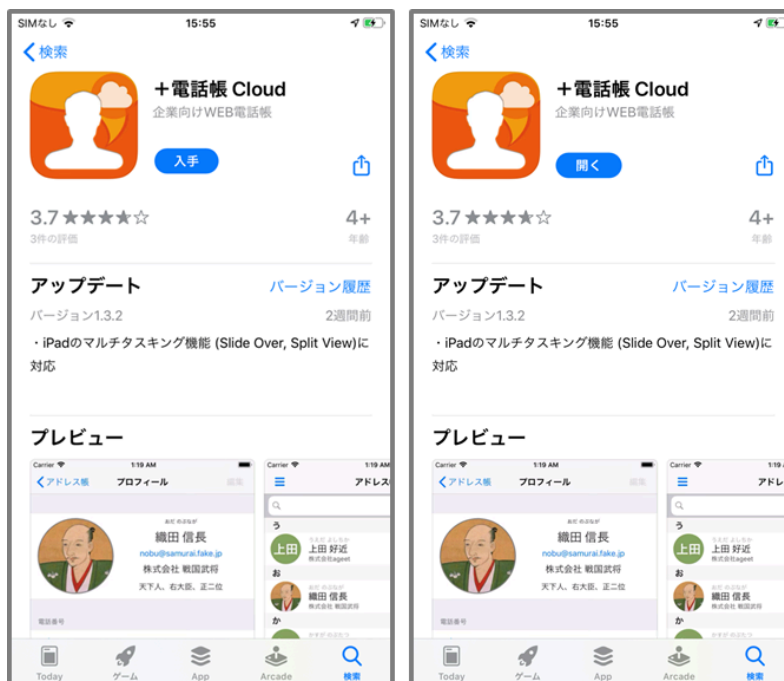 SIMなし 15:55
検索
＋電話帳 Cloud
企業向けWEB電話帳
入手
3.7 4+
3件の評価 年齢
アップデート バージョン履歴
バージョン1.3.2 2週間前
・iPadのマルチタスキング機能 (Slide Over, Split View)に
対応
プレビュー
Carrier 1:19 AM
アドレス帳 プロフィール 編集
おだ のぶなが
織田 信長
nobu@samurai.fake.jp
株式会社 戦国武将
天下人、右大臣、正二位
電話番号
Carrier 1:19 AM
アドレス
う
上田
うえだ よしちか
上田 好近
株式会社ageet
お
おだ のぶなが
織田 信長
株式会社 戦国武将
か
Today ゲーム App Arcade 検索
SIMなし 15:55
検索
＋電話帳 Cloud
企業向けWEB電話帳
開く
3.7 4+
3件の評価 年齢
アップデート バージョン履歴
バージョン1.3.2 2週間前
・iPadのマルチタスキング機能 (Slide Over, Split View)に
対応
プレビュー
Carrier 1:19 AM
アドレス帳 プロフィール 編集
おだ のぶなが
織田 信長
nobu@samurai.fake.jp
株式会社 戦国武将
天下人、右大臣、正二位
電話番号
Carrier 1:19
アドレ
う
上田
うえだ よしちか
上田 好近
株式会社ageet
お
おだ のぶなが
織田 信長
株式会社 戦国武将
か
Today ゲーム App Arcade 検索